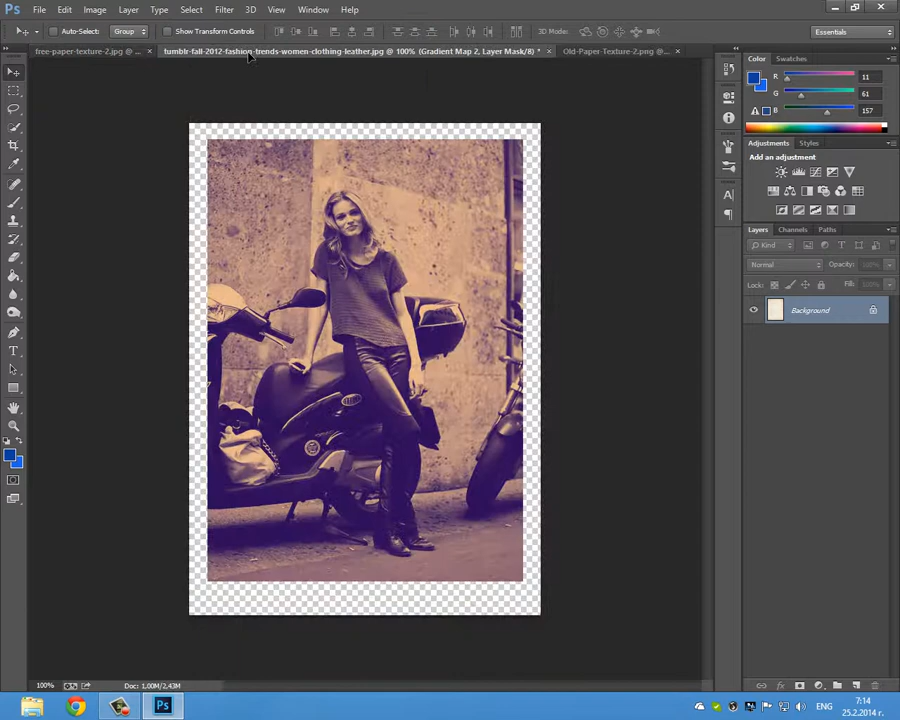 Ps File Edit Image Layer Type Select Filter 3D View Window Help
Auto-Select: Group Show Transform Controls 3D Mode: Essentials
free-paper-texture-2.jpg @ ... × tumblr-fall-2012-fashion-trends-women-clothing-leather.jpg @ 100% (Gradient Map 2, Layer Mask/8) * × Old-Paper-Texture-2.png @... ×
Color Swatches
R 11
G 61
B 157
Adjustments Styles
Add an adjustment
Layers Channels Paths
Kind
Normal Opacity:
Lock: Fill:
Background
100% Doc: 1,00M/2,43M
Ps ENG 7:14
25.2.2014 г.